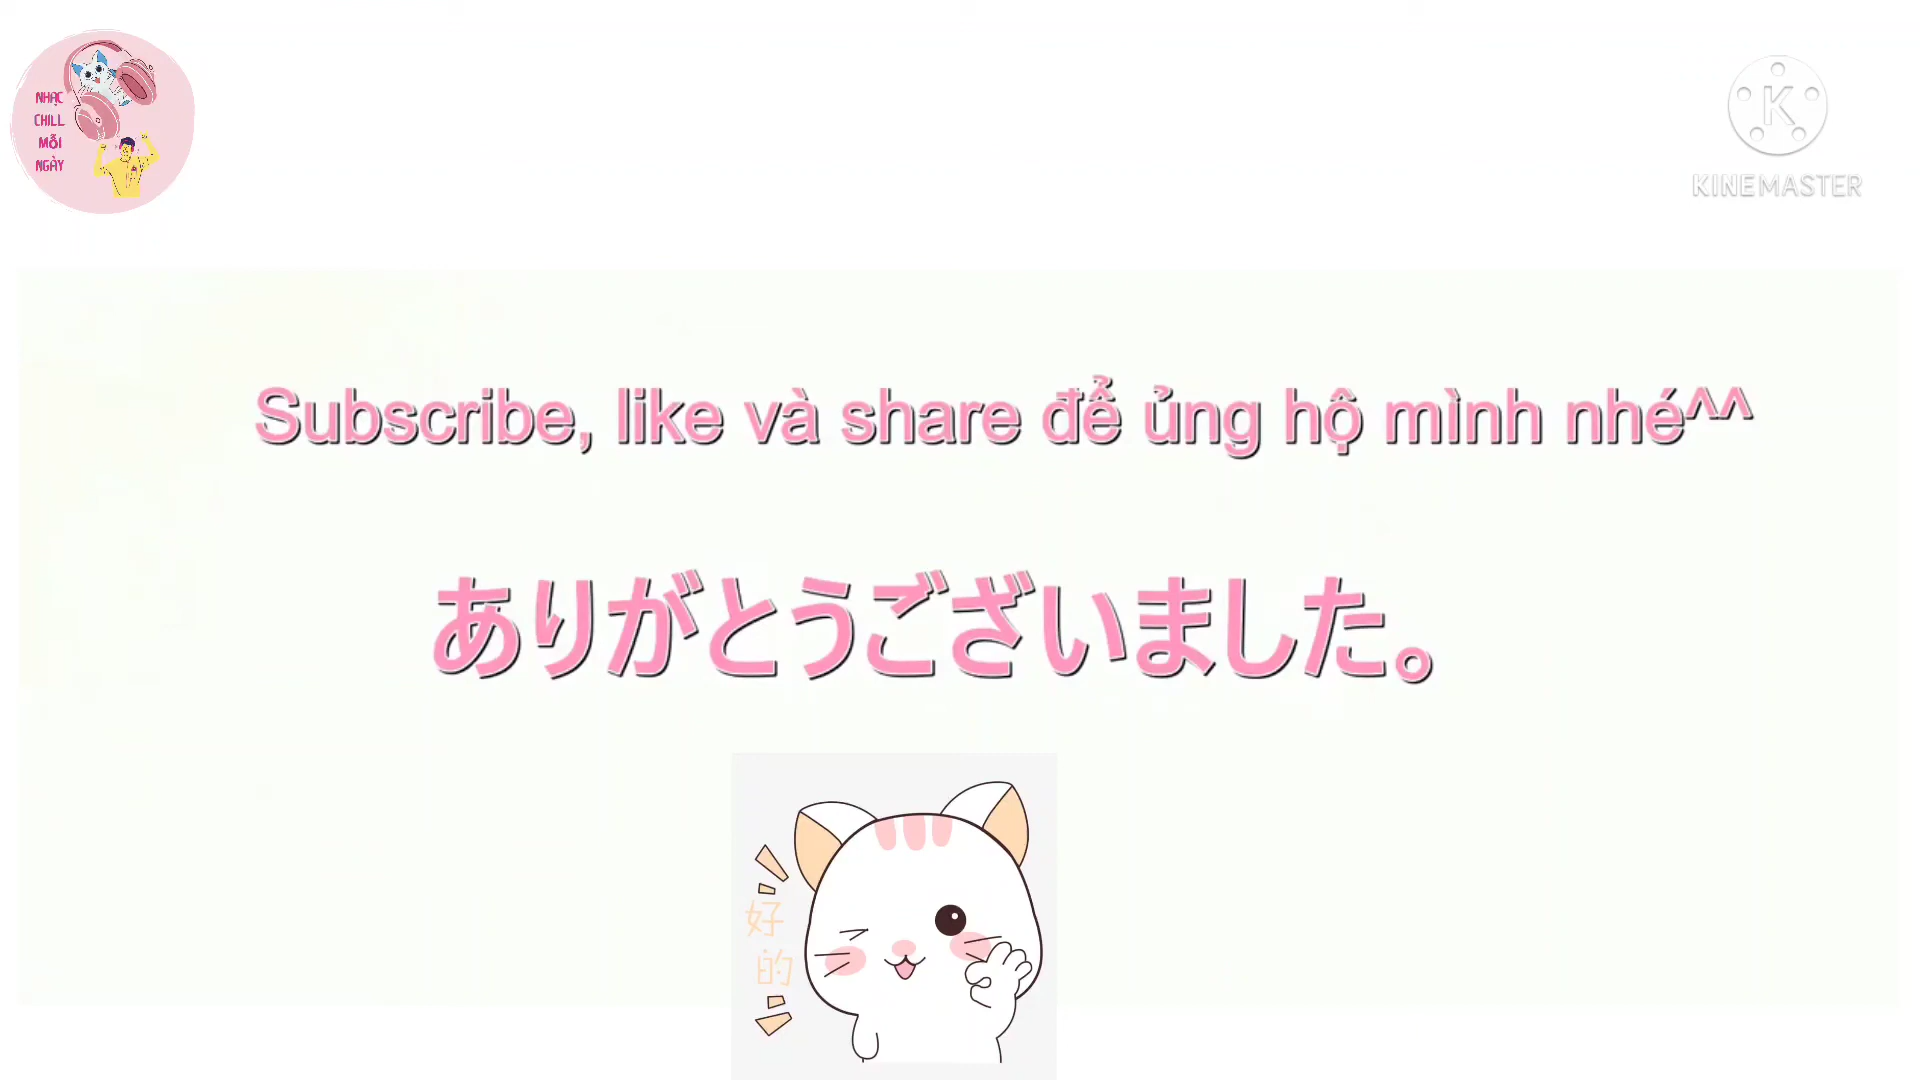 NHẠC
CHILL
MỖI
NGÀY
KINEMASTER
Subscribe, like và share để ủng hộ mình nhé^^
ありがとうございました。
好
的